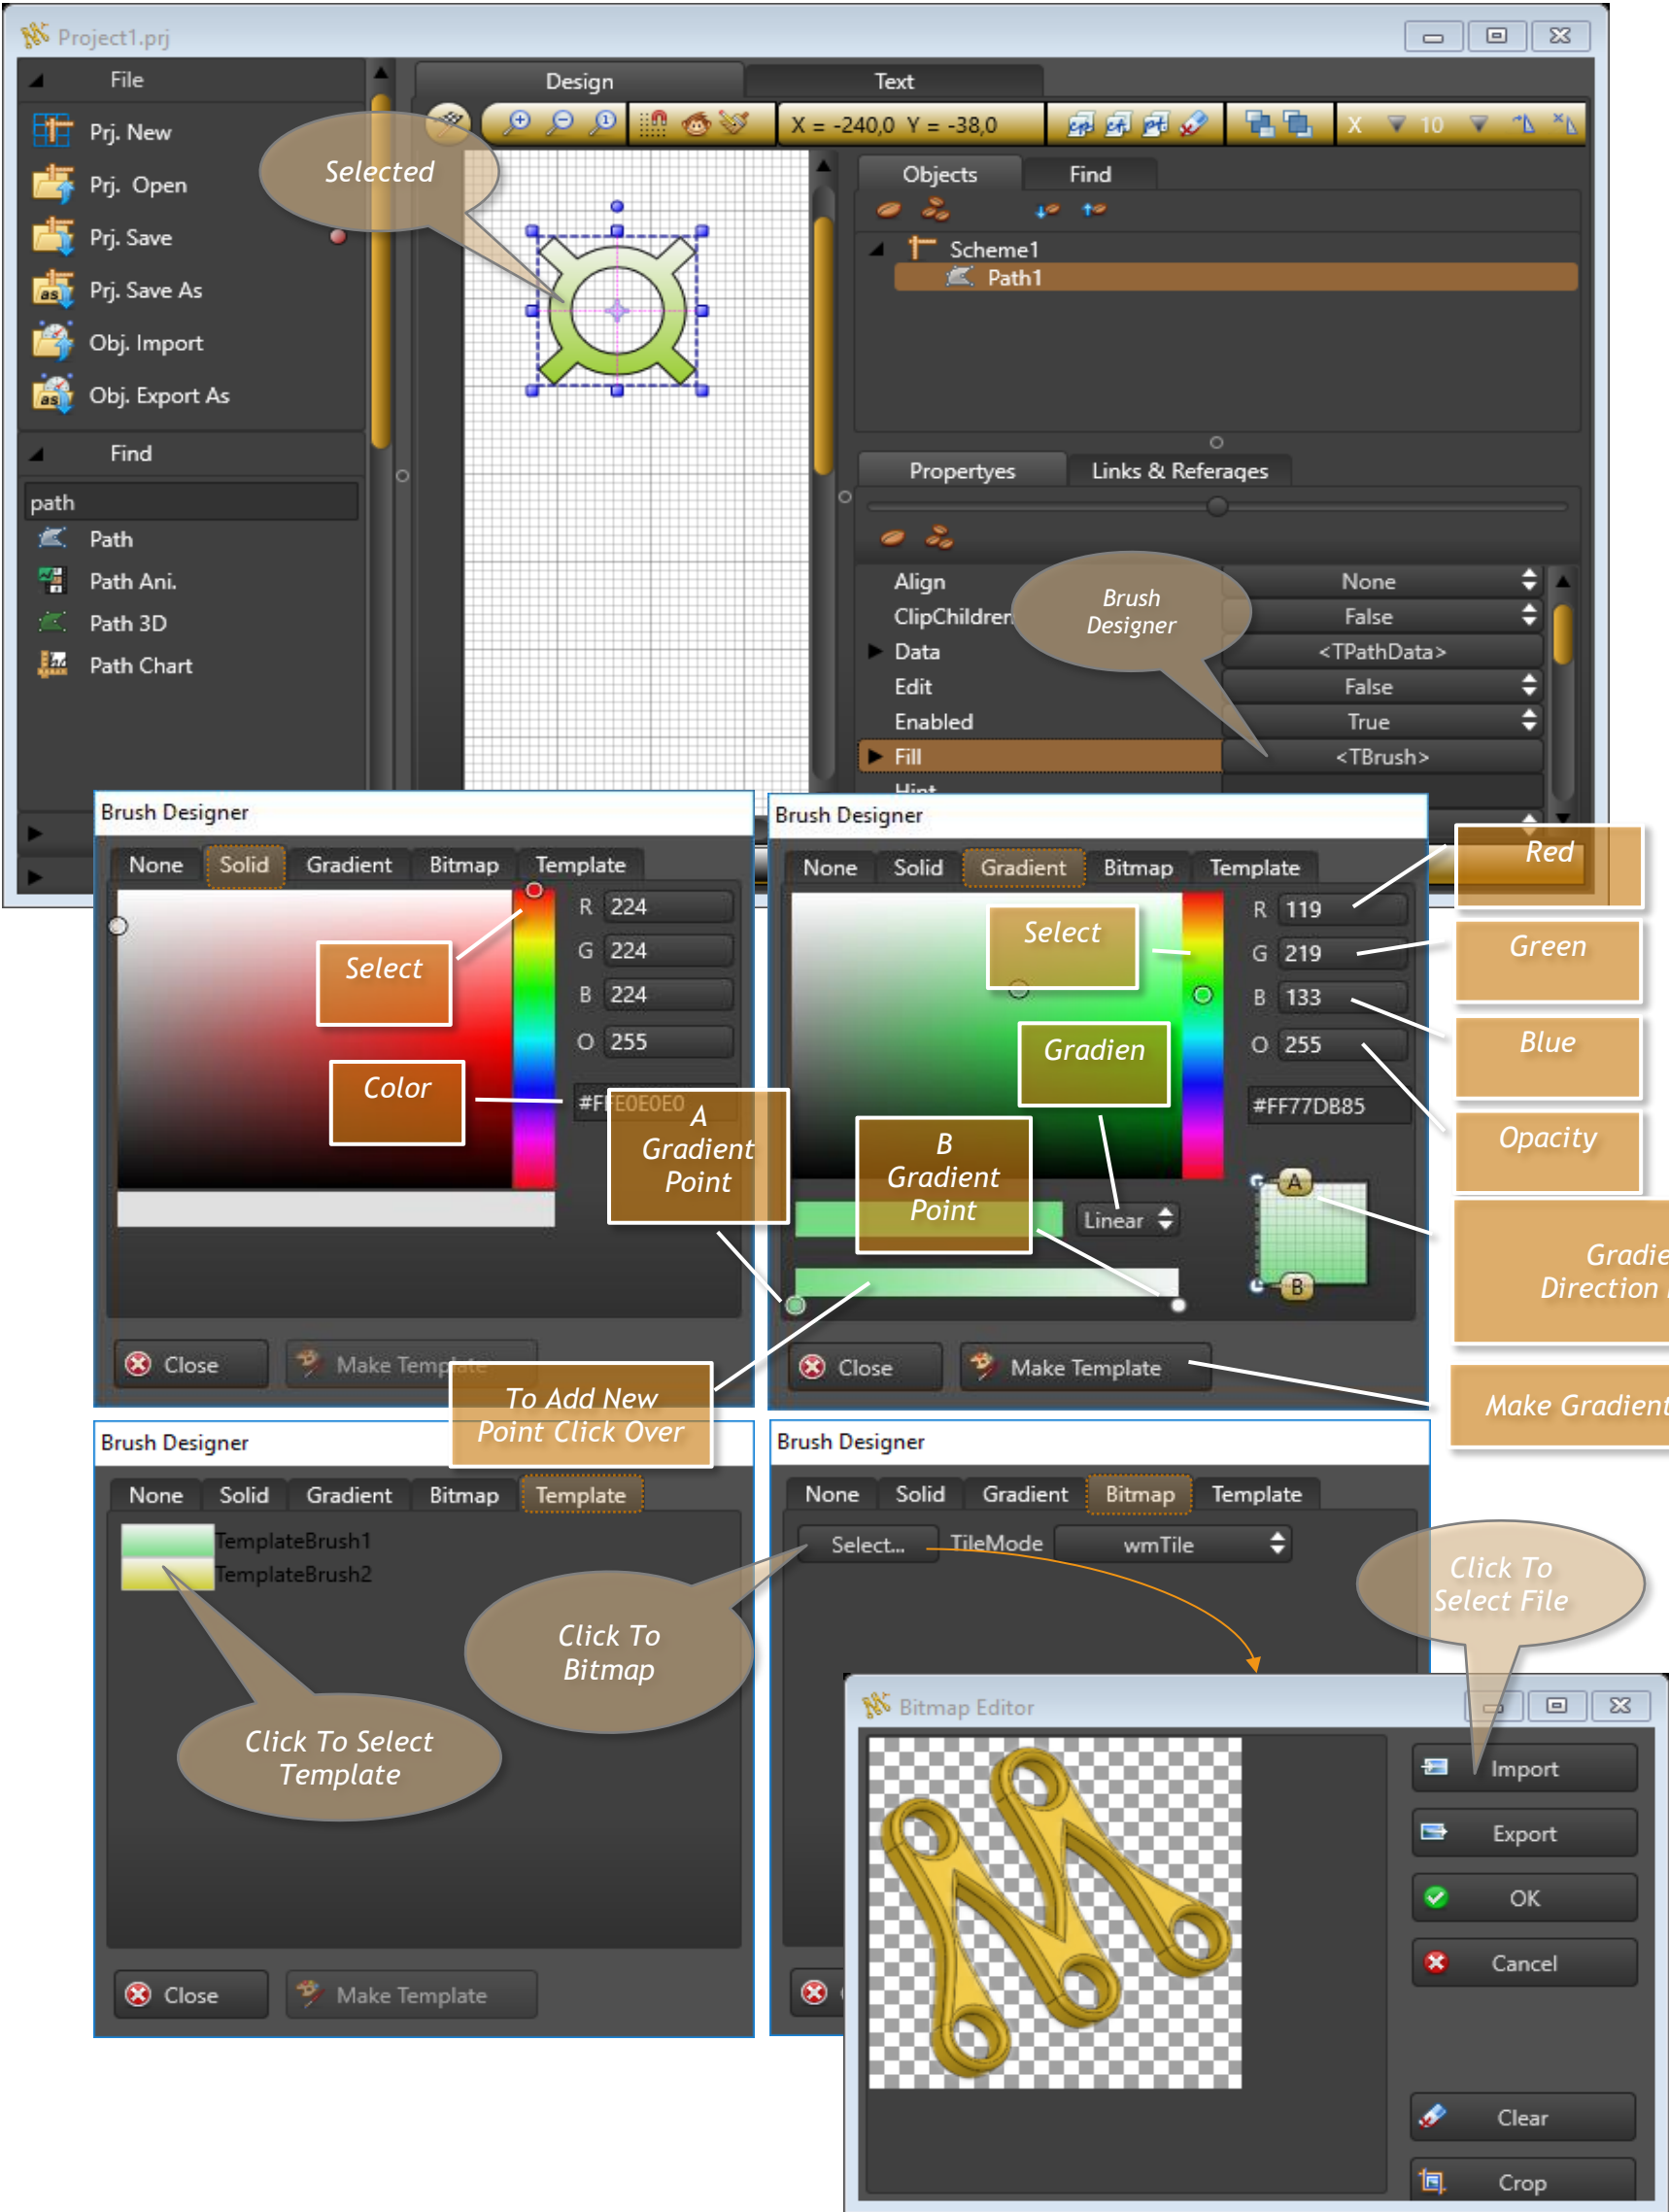 Project1.prj
File
Prj. New
Prj. Open
Prj. Save
Prj. Save As
Obj. Import
Obj. Export As
Find
path
Path
Path Ani.
Path 3D
Path Chart
Design
Text
X = -240,0 Y = -38,0
X
10
Selected
Objects
Find
Scheme1
Path1
Propertyes
Links & Referages
Align None
ClipChildren False
Data <TPathData>
Edit False
Enabled True
Fill <TBrush>
Hint
Brush
Designer
Brush Designer
None Solid Gradient Bitmap Template
R 224
G 224
B 224
O 255
#FFE0E0E0
Select
Color
Close
Make Template
Brush Designer
None Solid Gradient Bitmap Template
R 119
G 219
B 133
O 255
#FF77DB85
Linear
A
B
Close
Make Template
Select
Gradien
A
Gradient
Point
B
Gradient
Point
To Add New
Point Click Over
Red
Green
Blue
Opacity
Gradie
Direction
Make Gradient
Brush Designer
None Solid Gradient Bitmap Template
TemplateBrush1
TemplateBrush2
Click To Select
Template
Close
Make Template
Brush Designer
None Solid Gradient Bitmap Template
Select...
TileMode
wmTile
Click To
Bitmap
Click To
Select File
Bitmap Editor
Import
Export
OK
Cancel
Clear
Crop